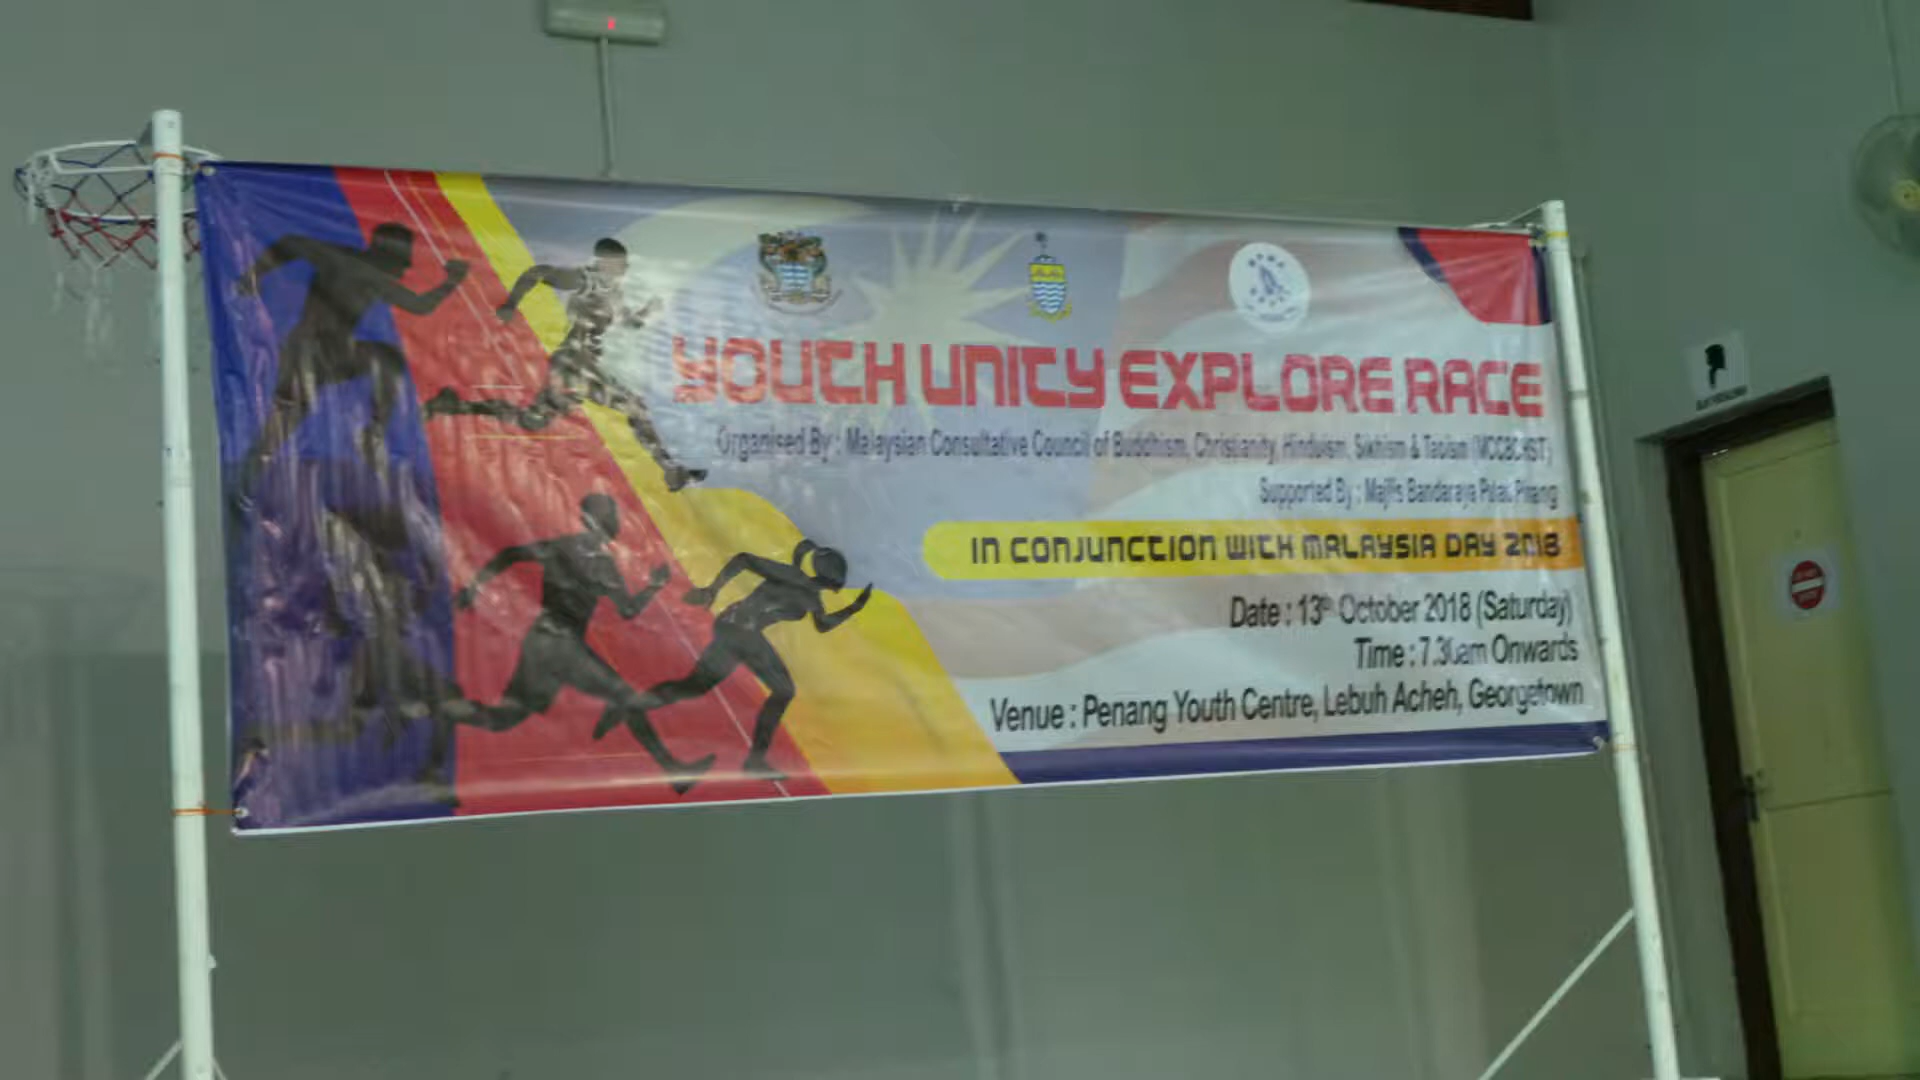 YOUTH UNITY EXPLORE RACE
Organised By : Malaysian Consultative Council of Buddhism, Christianity, Hinduism, Sikhism & Taoism (MCCBCHST)
Supported By : Majlis Bandaraya Pulau Pinang
IN CONJUNCTION WITH MALAYSIA DAY 2018
Date : 13th October 2018 (Saturday)
Time : 7.30am Onwards
Venue : Penang Youth Centre, Lebuh Acheh, Georgetown